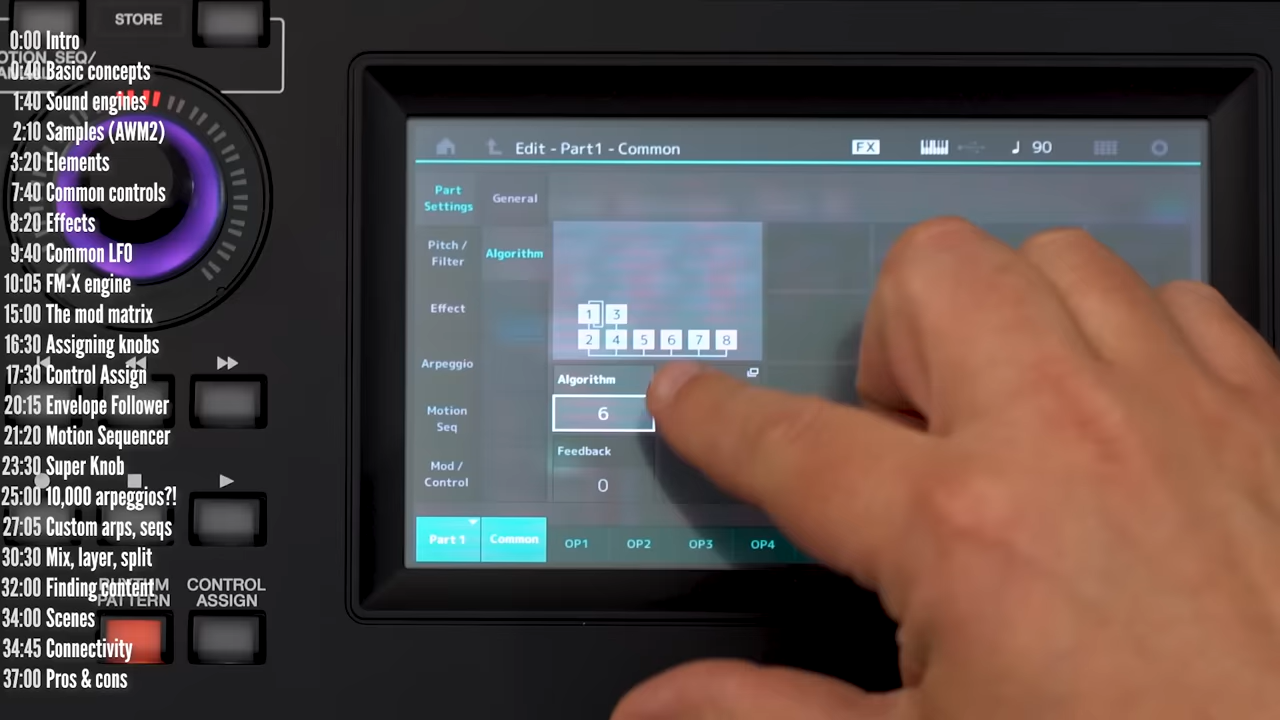 STORE
0:00 Intro
0:40 Basic concepts
1:40 Sound engines
2:10 Samples (AWM2)
3:20 Elements
7:40 Common controls
8:20 Effects
9:40 Common LFO
10:05 FM-X engine
15:00 The mod matrix
16:30 Assigning knobs
17:30 Control Assign
20:15 Envelope Follower
21:20 Motion Sequencer
23:30 Super Knob
25:00 10,000 arpeggios?!
27:05 Custom arps, seqs
30:30 Mix, layer, split
32:00 Finding content
34:00 Scenes
34:45 Connectivity
37:00 Pros & cons
PATTERN
CONTROL
ASSIGN
Edit - Part1 - Common
FX
♩ 90
Part
Settings
General
Pitch /
Filter
Algorithm
Effect
Arpeggio
Motion
Seq
Mod /
Control
1 3
2 4 5 6 7 8
Algorithm
6
Feedback
0
Part 1
Common
OP1
OP2
OP3
OP4